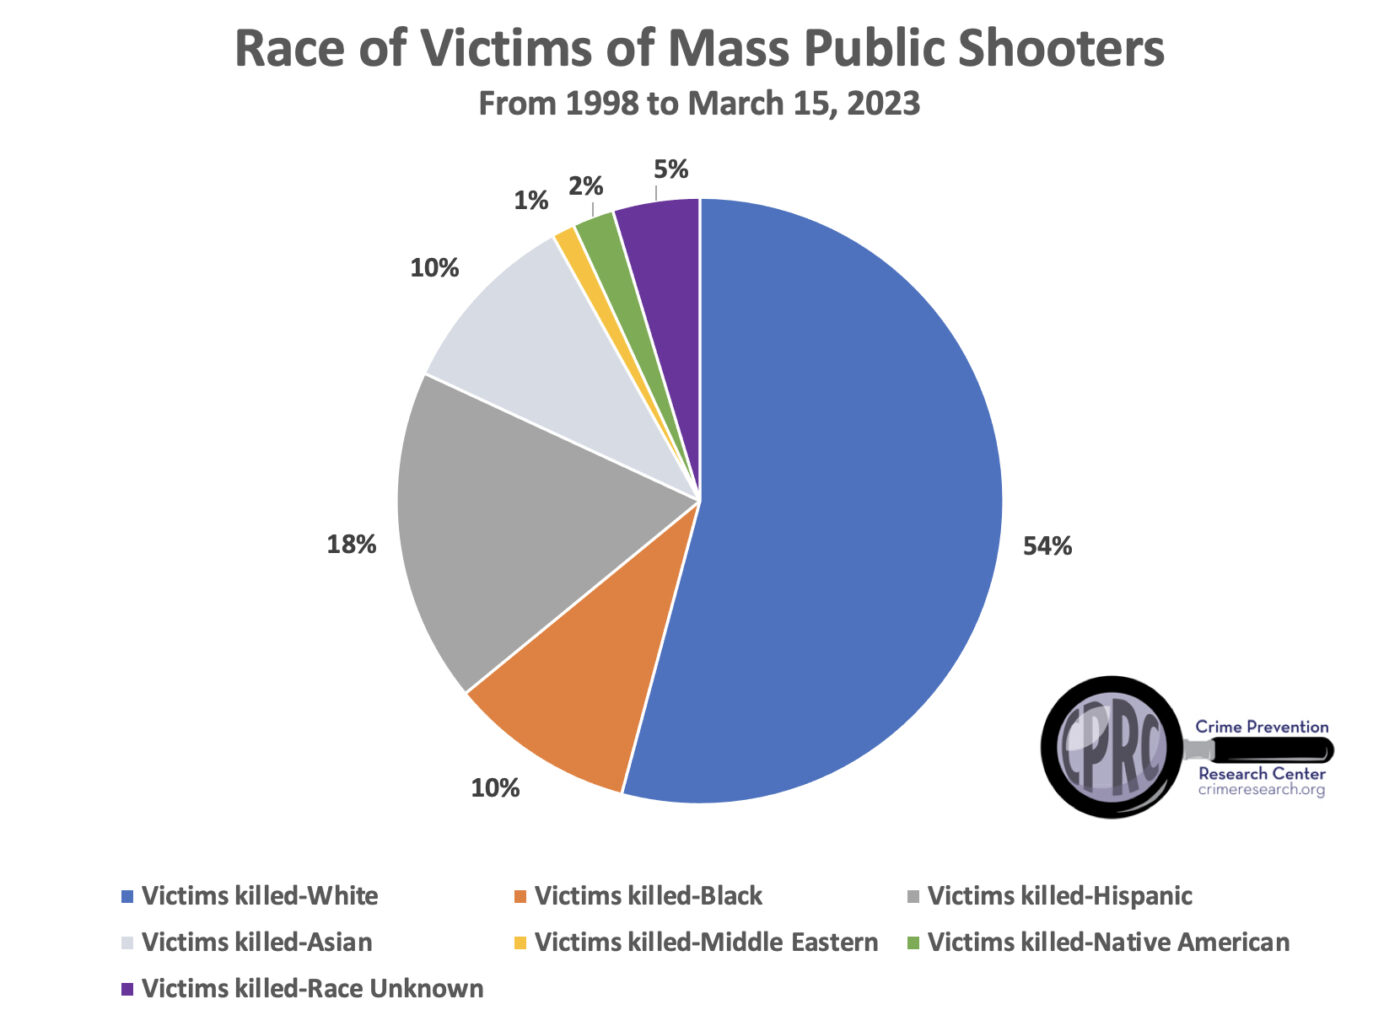 Race of Victims of Mass Public Shooters
From 1998 to March 15, 2023
5%
2%
1%
10%
18%
54%
10%
CPRC
Crime Prevention
Research Center
crimeresearch.org
Victims killed-White
Victims killed-Black
Victims killed-Hispanic
Victims killed-Asian
Victims killed-Middle Eastern
Victims killed-Native American
Victims killed-Race Unknown